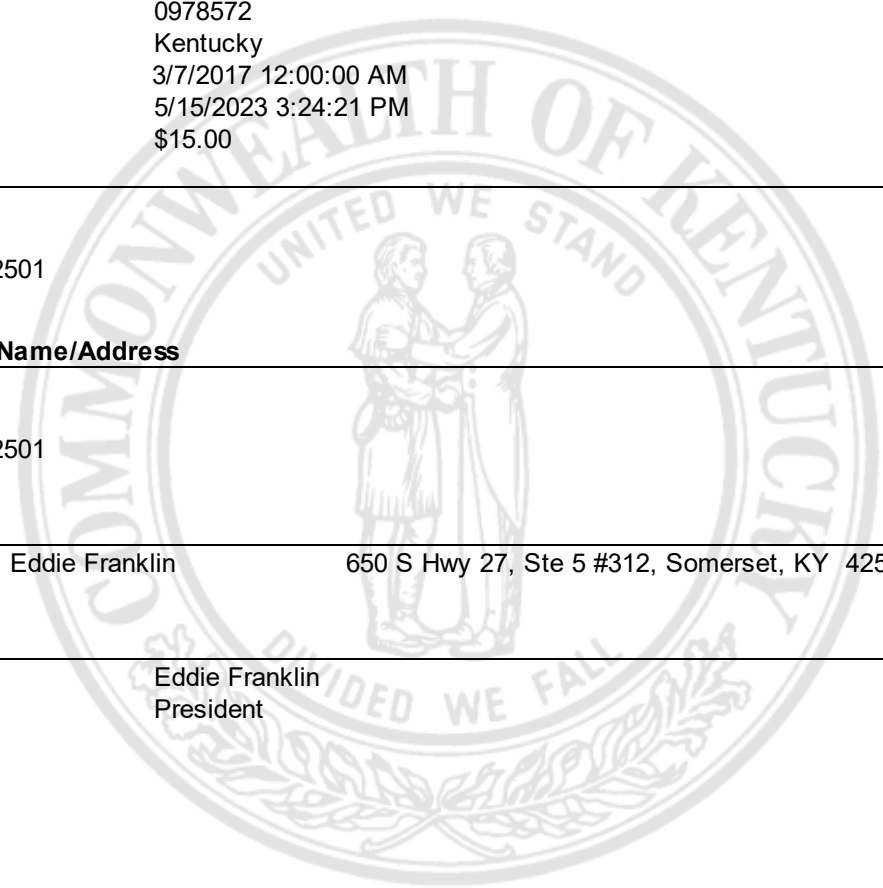 0978572
Kentucky
3/7/2017 12:00:00 AM
5/15/2023 3:24:21 PM
$15.00
COMMONWEALTH OF KENTUCKY
UNITED WE STAND
2501
Name/Address
2501
Eddie Franklin 650 S Hwy 27, Ste 5 #312, Somerset, KY 425
DIVIDED WE FALL
Eddie Franklin
President